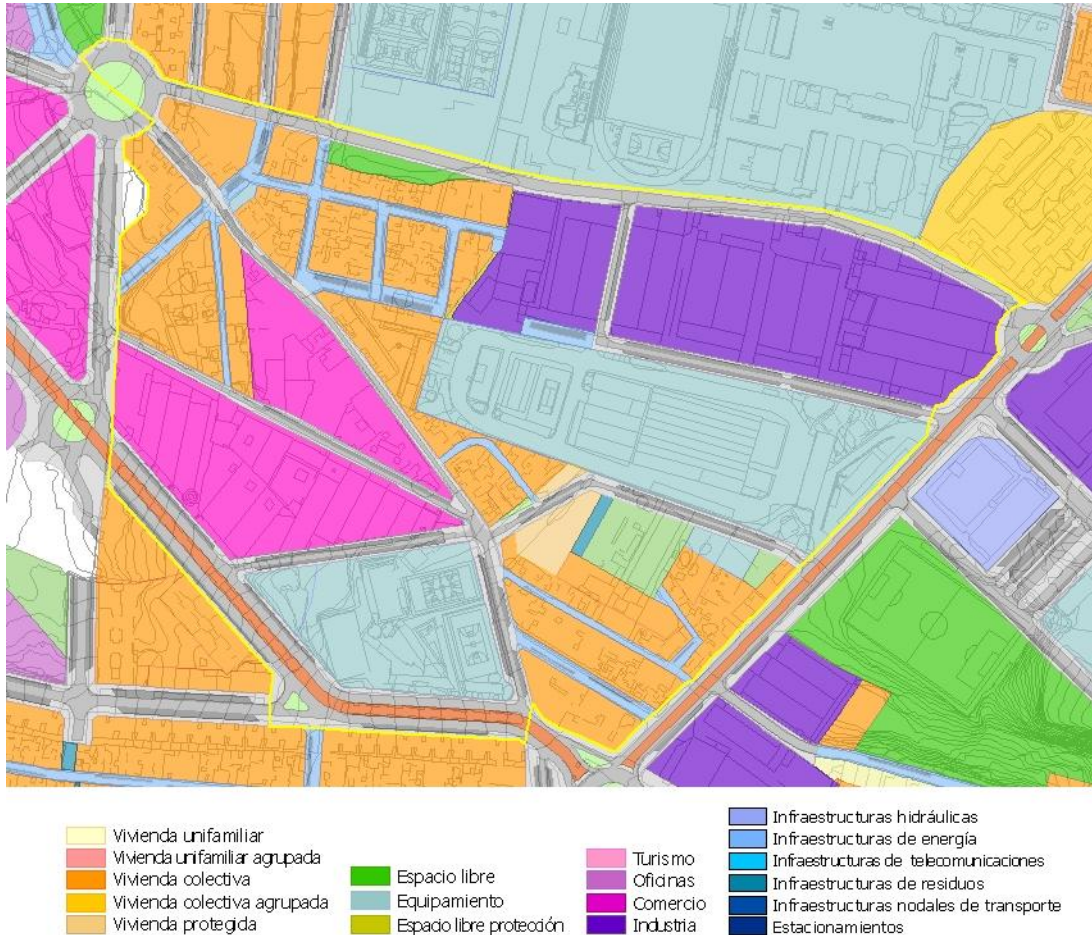 Vivienda unifamiliar
Vivienda unifamiliar agrupada
Vivienda colectiva
Vivienda colectiva agrupada
Vivienda protegida
Espacio libre
Equipamiento
Espacio libre protección
Turismo
Oficinas
Comercio
Industria
Infraestructuras hidráulicas
Infraestructuras de energía
Infraestructuras de telecomunicaciones
Infraestructuras de residuos
Infraestructuras nodales de transporte
Estacionamientos